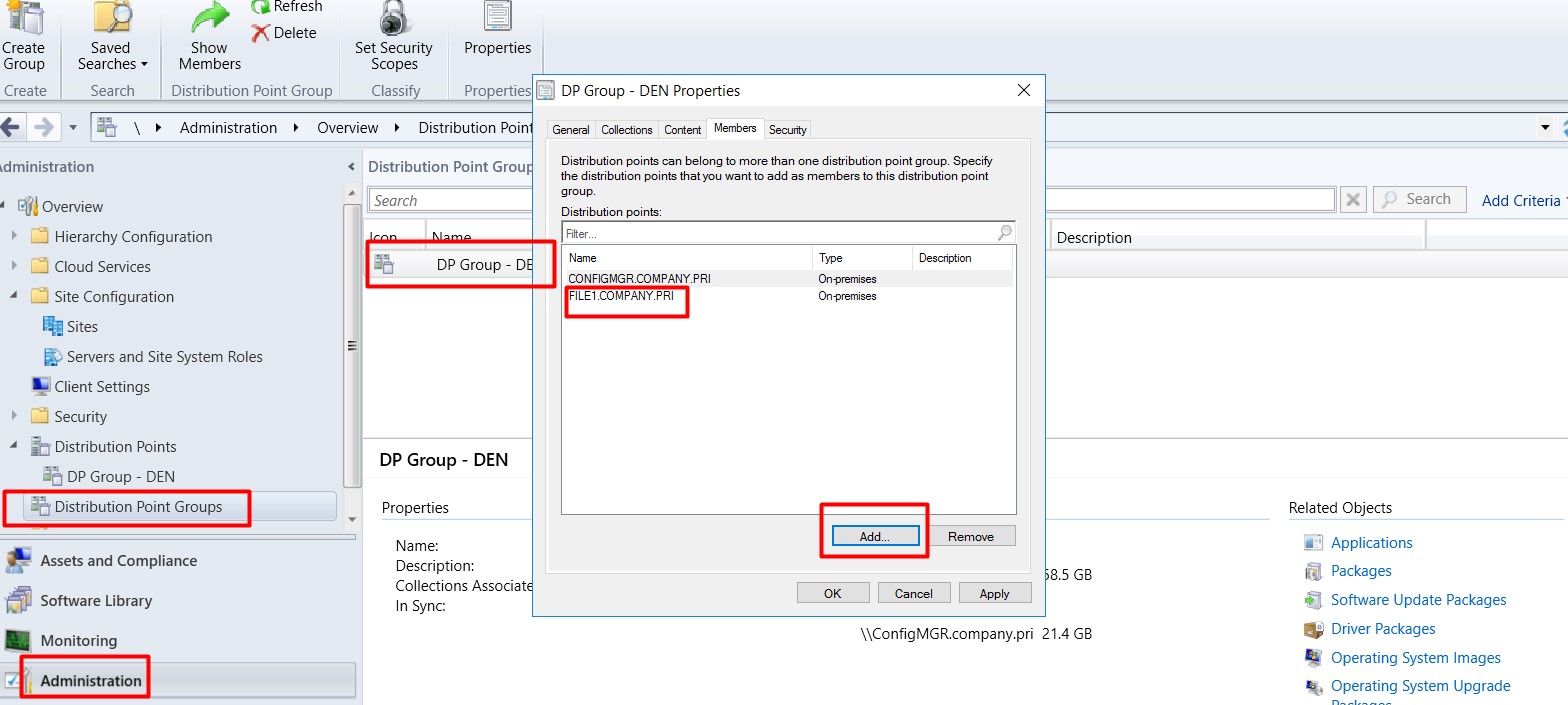 Create
Group
Create
Saved
Searches
Search
Show
Members
Refresh
Delete
Distribution Point Group
Set Security
Scopes
Classify
Properties
Properties
\ Administration Overview Distribution Point
Administration
Overview
Hierarchy Configuration
Cloud Services
Site Configuration
Sites
Servers and Site System Roles
Client Settings
Security
Distribution Points
DP Group - DEN
Distribution Point Groups
Assets and Compliance
Software Library
Monitoring
Administration
Distribution Point Group
Search
Search
Add Criteria
Icon Name Description
DP Group - DE
DP Group - DEN Properties
General Collections Content Members Security
Distribution points can belong to more than one distribution point group. Specify
the distribution points that you want to add as members to this distribution point
group.
Distribution points:
Filter...
Name Type Description
CONFIGMGR.COMPANY.PRI On-premises
FILE1.COMPANY.PRI On-premises
Add... Remove
OK Cancel Apply
DP Group - DEN
Properties
Name:
Description:
Collections Associate
In Sync:
58.5 GB
\\ConfigMGR.company.pri 21.4 GB
Related Objects
Applications
Packages
Software Update Packages
Driver Packages
Operating System Images
Operating System Upgrade
Packages